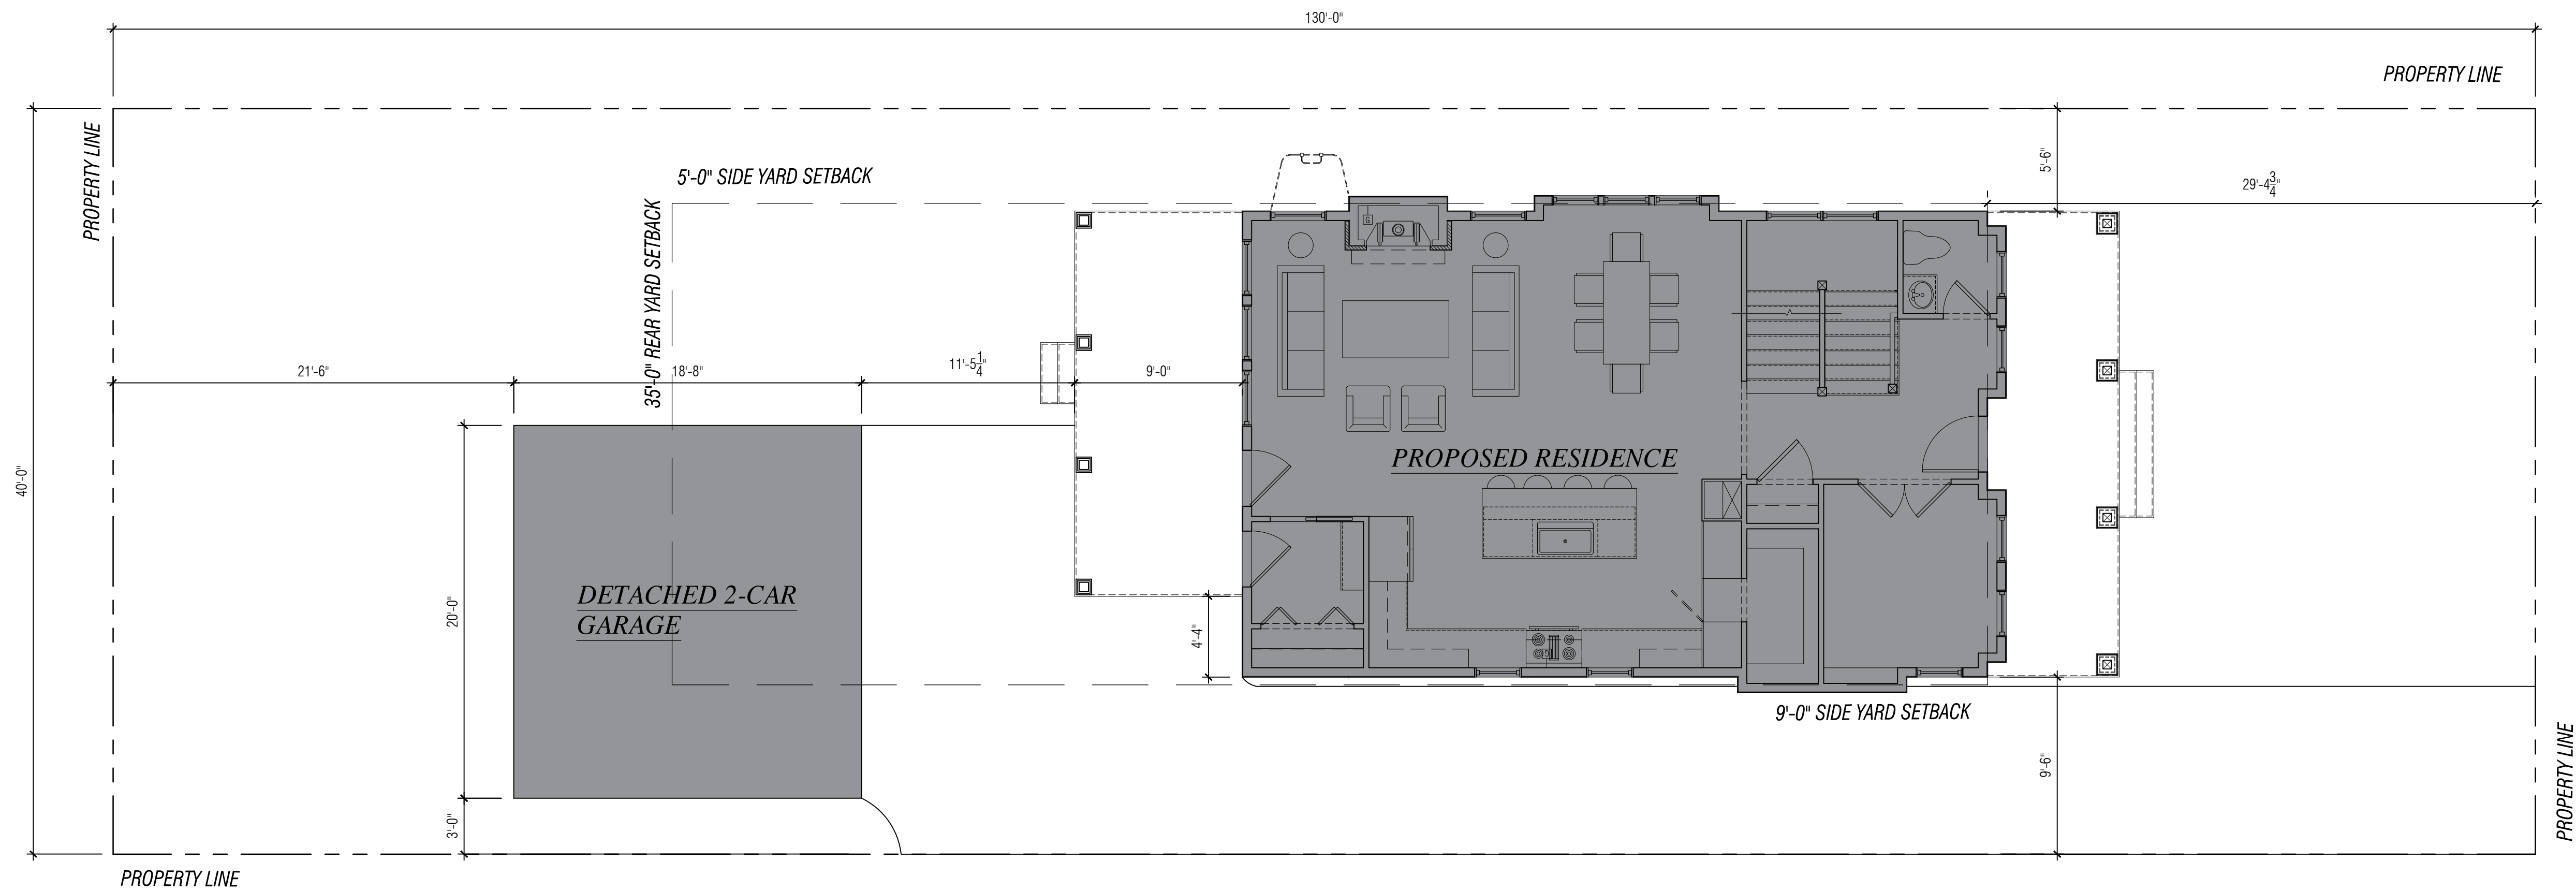 130'-0"
PROPERTY LINE
PROPERTY LINE
5'-0" SIDE YARD SETBACK
5'-6"
29'-4 3/4"
35'-0" REAR YARD SETBACK
G
21'-6"
18'-8"
11'-5 1/4"
9'-0"
40'-0"
PROPOSED RESIDENCE
DETACHED 2-CAR
GARAGE
20'-0"
4'-4"
G
9'-0" SIDE YARD SETBACK
9'-6"
PROPERTY LINE
3'-0"
PROPERTY LINE